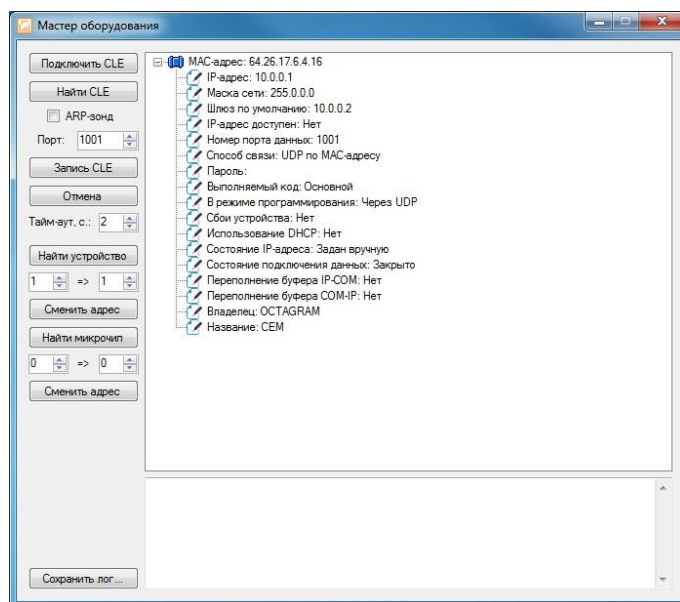 Мастер оборудования
Подключить CLE
Найти CLE
ARP-зонд
Порт: 1001
Запись CLE
Отмена
Тайм-аут, с.: 2
Найти устройство
1 => 1
Сменить адрес
Найти микрочип
0 => 0
Сменить адрес
Сохранить лог...
MAC-адрес: 64.26.17.6.4.16
IP-адрес: 10.0.0.1
Маска сети: 255.0.0.0
Шлюз по умолчанию: 10.0.0.2
IP-адрес доступен: Нет
Номер порта данных: 1001
Способ связи: UDP по MAC-адресу
Пароль:
Выполняемый код: Основной
В режиме программирования: Через UDP
Сбои устройства: Нет
Использование DHCP: Нет
Состояние IP-адреса: Задан вручную
Состояние подключения данных: Закрыто
Переполнение буфера IP-COM: Нет
Переполнение буфера COM-IP: Нет
Владелец: OCTAGRAM
Название: CEM